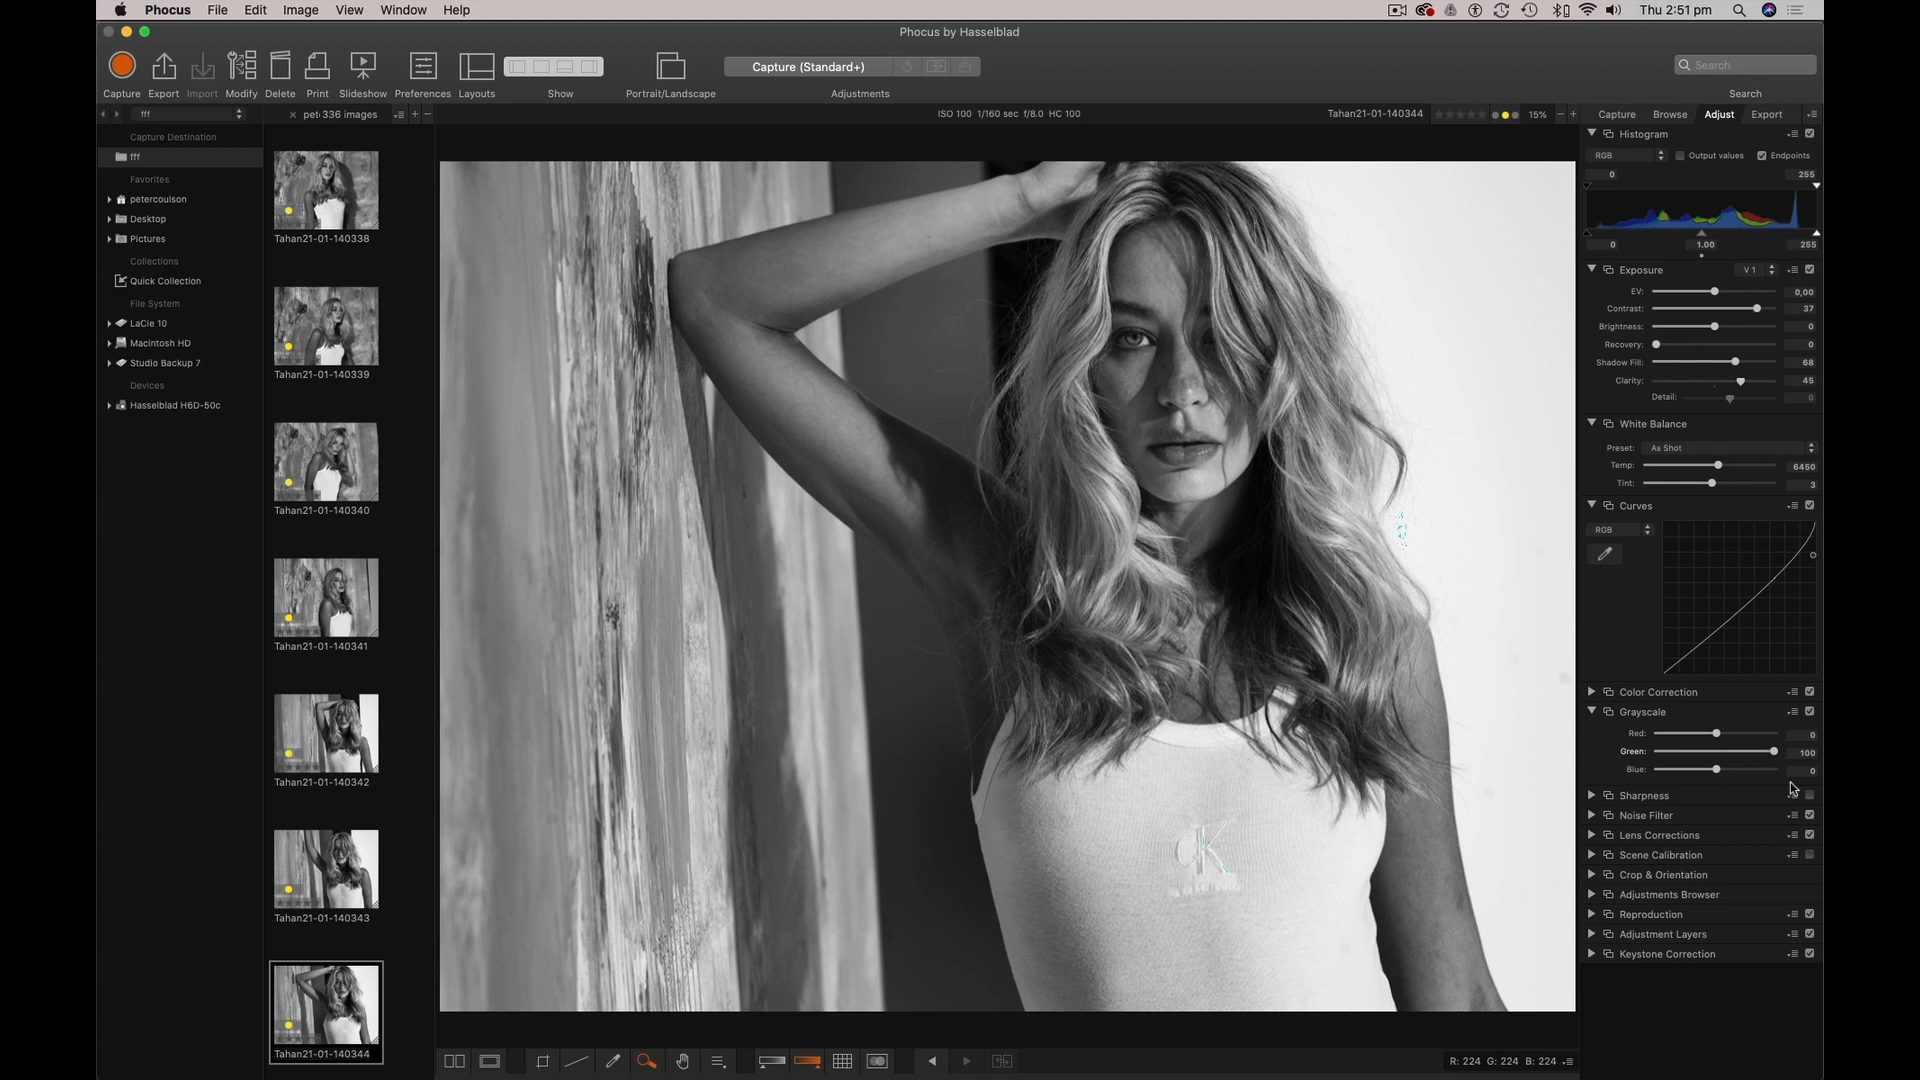 Phocus File Edit Image View Window Help
Thu 2:51 pm
Phocus by Hasselblad
Capture Export Import Modify Delete Print Slideshow Preferences Layouts Show Portrait/Landscape
Capture (Standard+)
Adjustments
Search
Search
fff
336 images
ISO 100 1/160 sec f/8.0 HC 100
Tahan21-01-140344
15%
Capture Browse Adjust Export
Capture Destination
fff
Favorites
petercoulson
Desktop
Pictures
Collections
Quick Collection
File System
LaCie 10
Macintosh HD
Studio Backup 7
Devices
Hasselblad H6D-50c
Tahan21-01-140338
Tahan21-01-140339
Tahan21-01-140340
Tahan21-01-140341
Tahan21-01-140342
Tahan21-01-140343
Tahan21-01-140344
CK
Histogram
RGB Output values Endpoints
0 255
0 1.00 255
Exposure V 1
EV: 0,00
Contrast: 37
Brightness: 0
Recovery: 0
Shadow Fill: 68
Clarity: 45
Detail: 0
White Balance
Preset: As Shot
Temp: 6450
Tint: 3
Curves
RGB
Color Correction
Grayscale
Red: 0
Green: 100
Blue: 0
Sharpness
Noise Filter
Lens Corrections
Scene Calibration
Crop & Orientation
Adjustments Browser
Reproduction
Adjustment Layers
Keystone Correction
R: 224 G: 224 B: 224